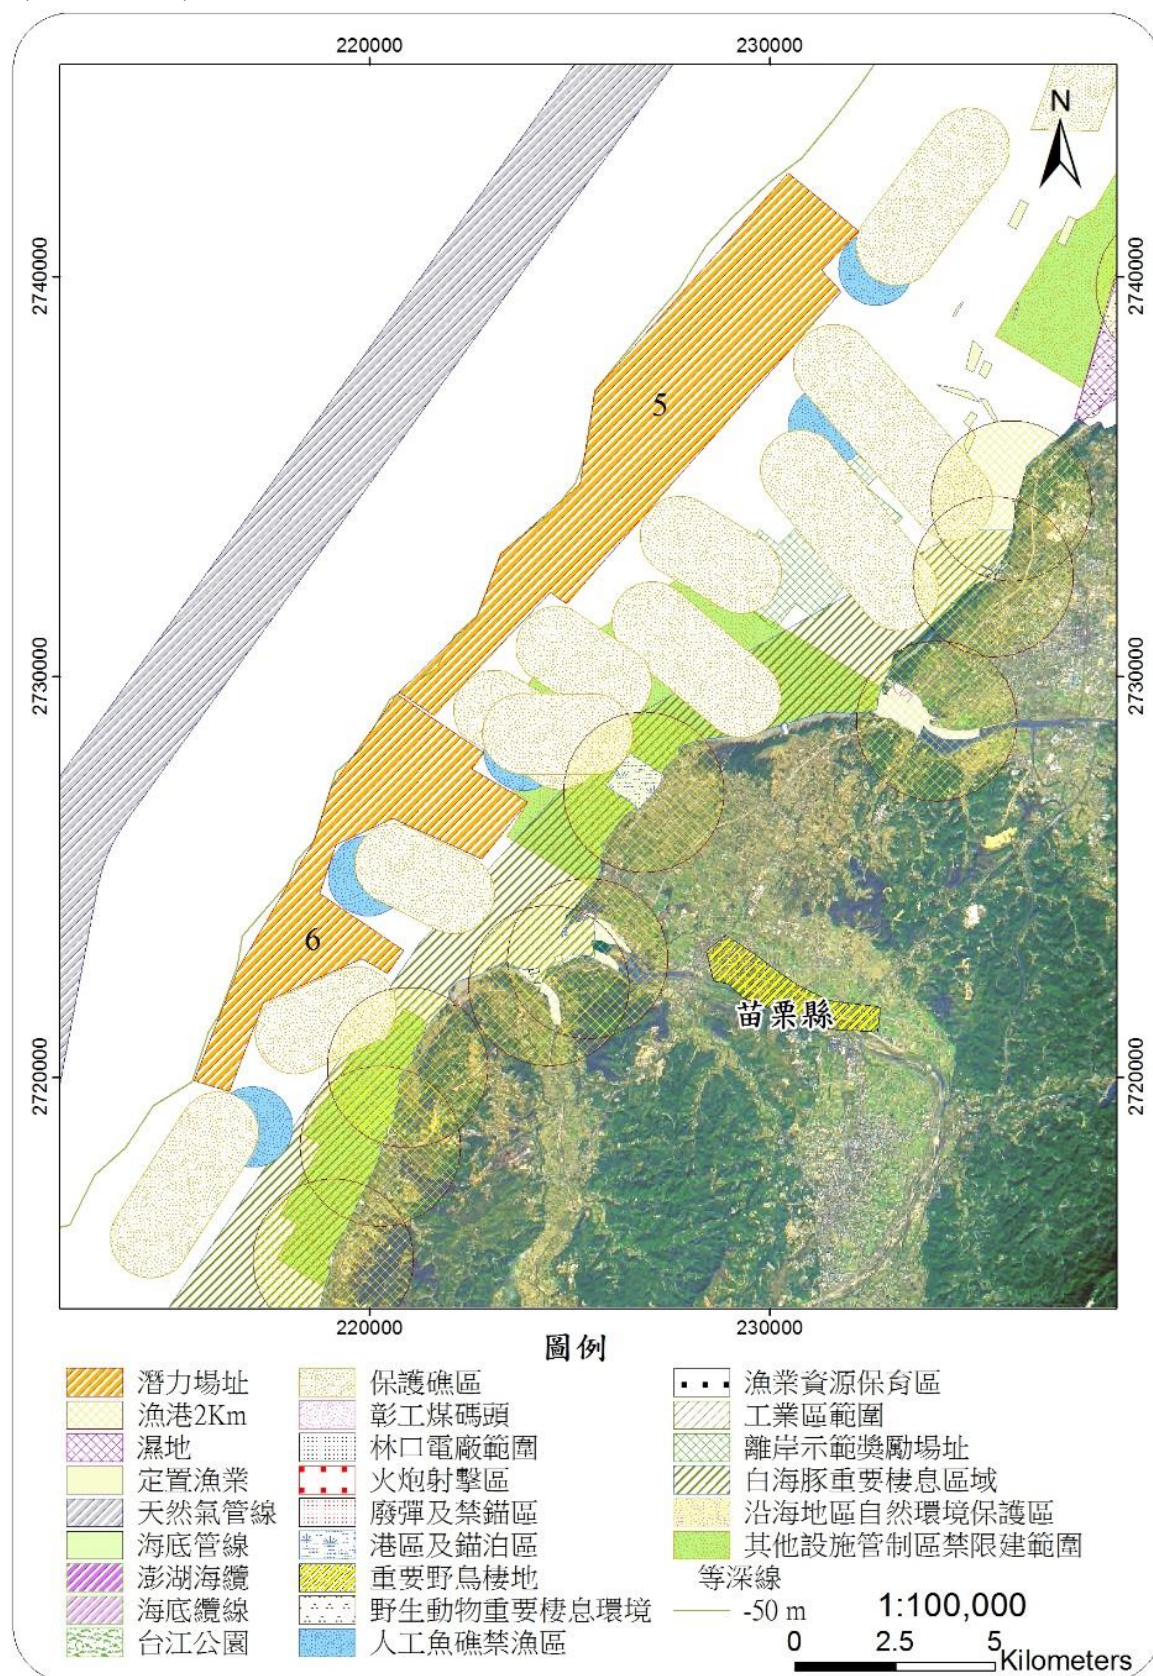 220000 230000
N
2740000 2740000
5
2730000 2730000
6
苗栗縣
2720000 2720000
220000 230000
圖例
潛力場址
漁港2Km
濕地
定置漁業
天然氣管線
海底管線
澎湖海纜
海底纜線
台江公園
保護礁區
彰工煤碼頭
林口電廠範圍
火炮射擊區
廢彈及禁錨區
港區及錨泊區
重要野鳥棲地
野生動物重要棲息環境
人工魚礁禁漁區
漁業資源保育區
工業區範圍
離岸示範獎勵場址
白海豚重要棲息區域
沿海地區自然環境保護區
其他設施管制區禁限建範圍
等深線
-50 m
1:100,000
0 2.5 5
Kilometers